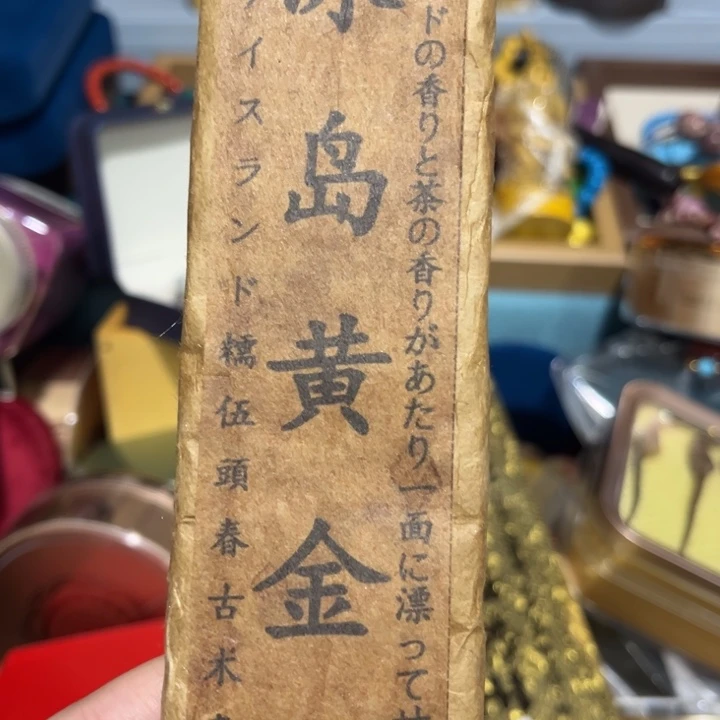 ドの香りと茶の香りがあたり一面に漂って
島黄金
イスランド糯伍頭春古米